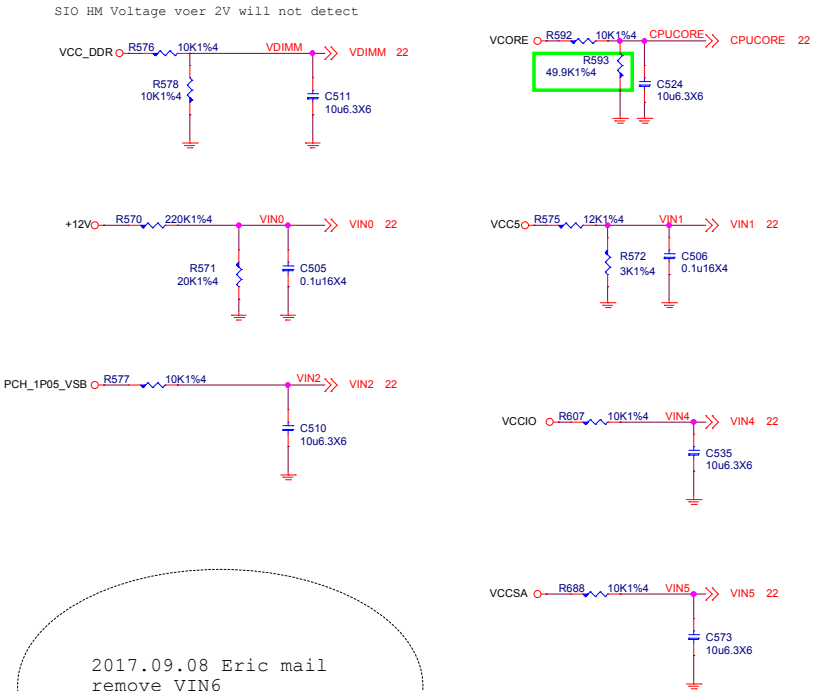 SIO HM Voltage voer 2V will not detect
VCC_DDR R576 10K1%4 VDIMM VDIMM 22
R578
10K1%4
C511
10u6.3X6
VCORE R592 10K1%4 CPUCORE CPUCORE 22
R593
49.9K1%4
C524
10u6.3X6
+12V R570 220K1%4 VIN0 VIN0 22
R571
20K1%4
C505
0.1u16X4
VCC5 R575 12K1%4 VIN1 VIN1 22
R572
3K1%4
C506
0.1u16X4
PCH_1P05_VSB R577 10K1%4 VIN2 VIN2 22
C510
10u6.3X6
VCCIO R607 10K1%4 VIN4 VIN4 22
C535
10u6.3X6
VCCSA R688 10K1%4 VIN5 VIN5 22
C573
10u6.3X6
2017.09.08 Eric mail
remove VIN6